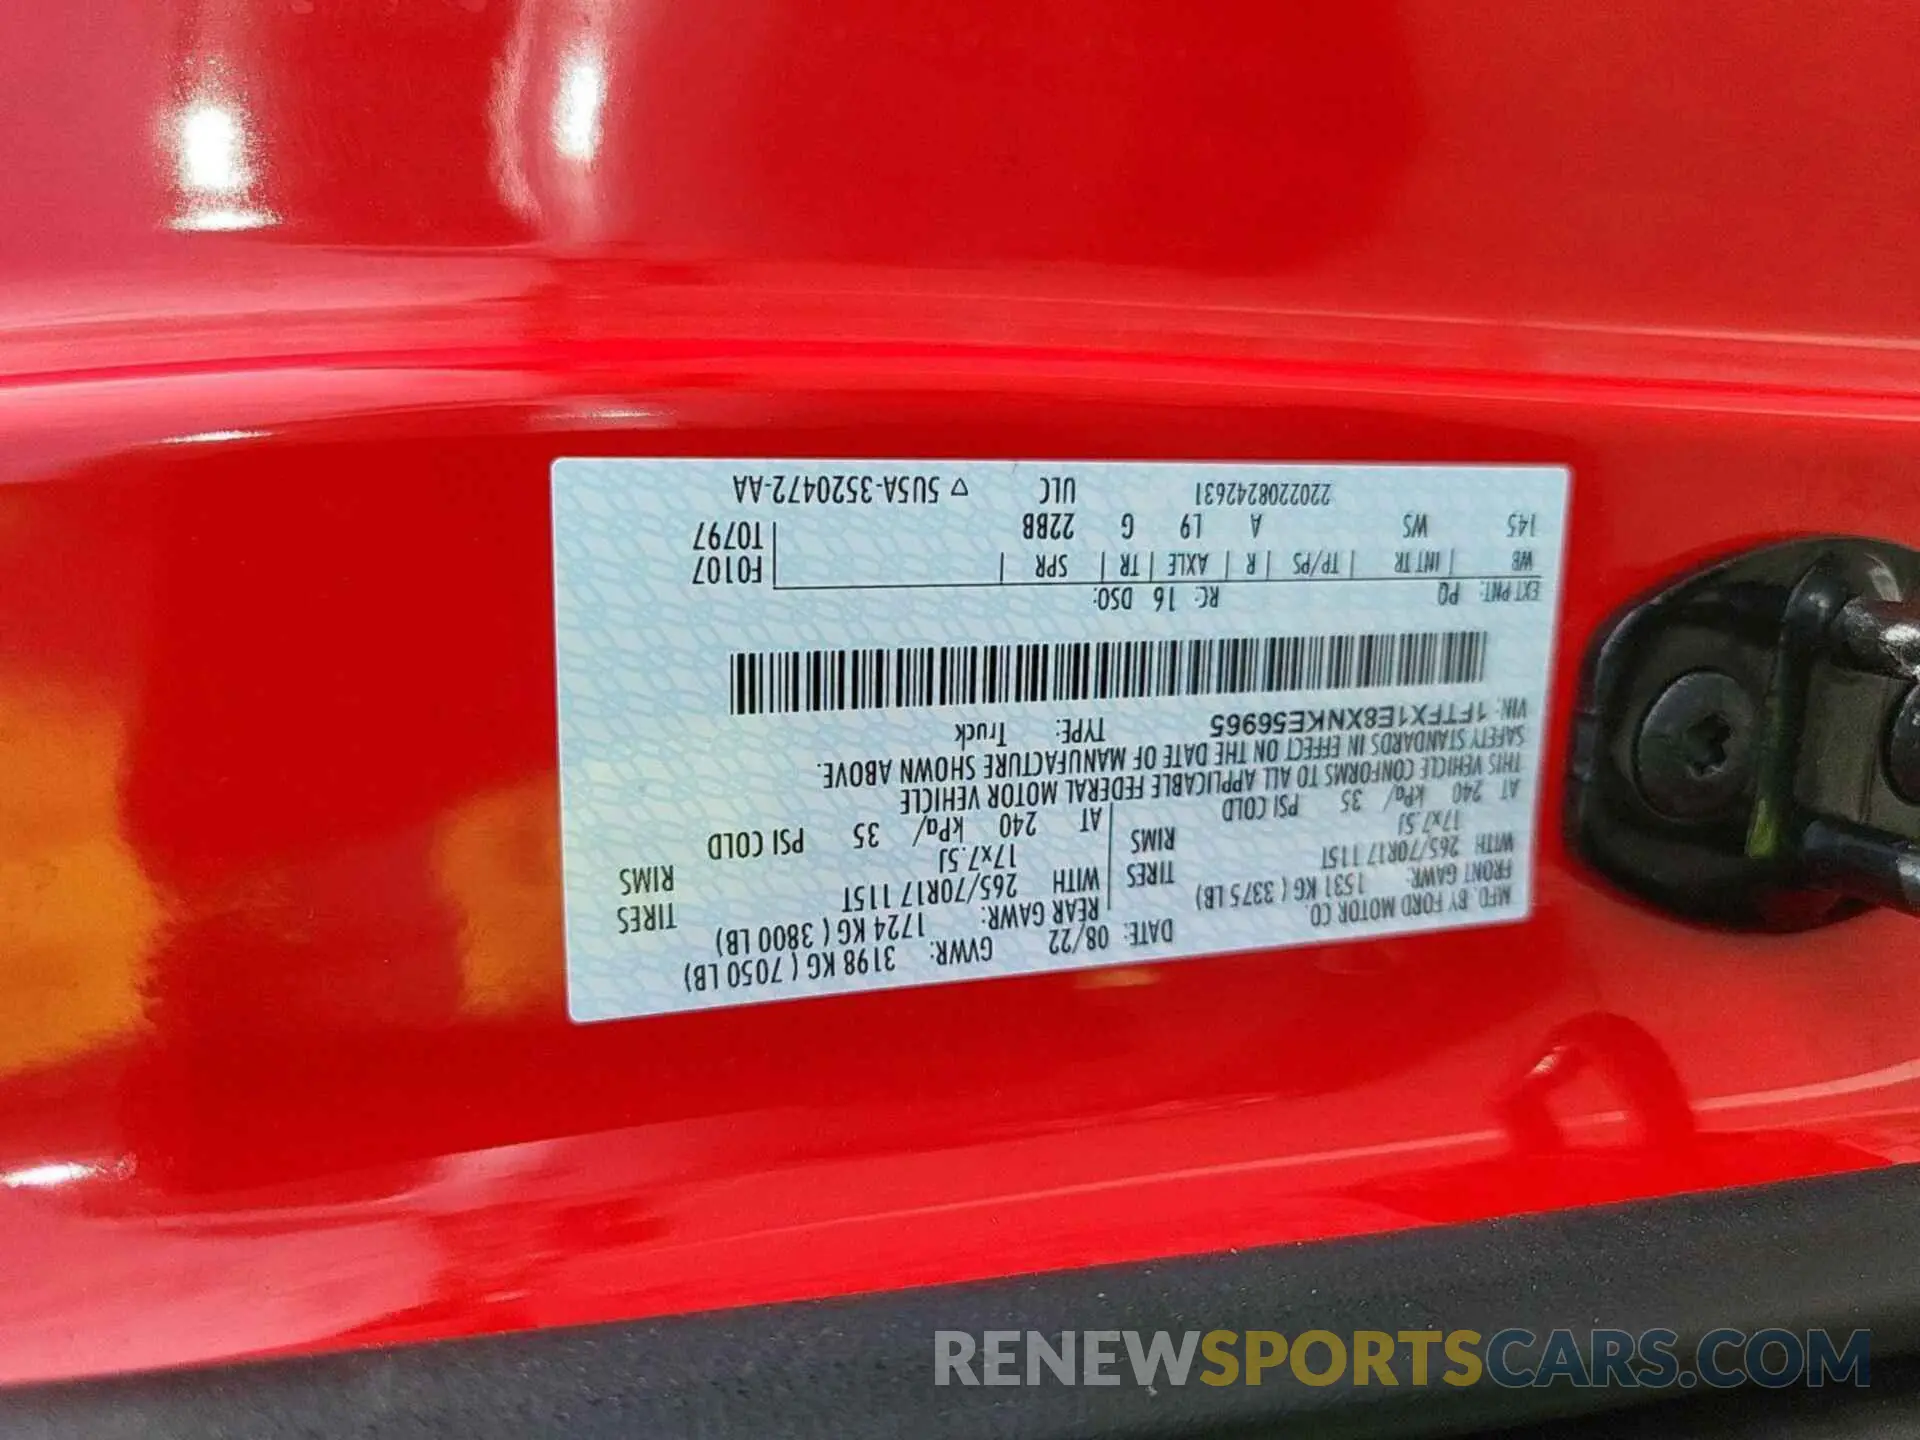 MFD. BY FORD MOTOR CO.
DATE: 08/22 GVWR: 3198 KG ( 7050 LB)
FRONT GAWR: 1531 KG ( 3375 LB) REAR GAWR: 1724 KG ( 3800 LB)
WITH 265/70R17 115T TIRES WITH 265/70R17 115T TIRES
17x7.5J RIMS 17x7.5J RIMS
AT 240 kPa/ 35 PSI COLD AT 240 kPa/ 35 PSI COLD
THIS VEHICLE CONFORMS TO ALL APPLICABLE FEDERAL MOTOR VEHICLE
SAFETY STANDARDS IN EFFECT ON THE DATE OF MANUFACTURE SHOWN ABOVE.
VIN: 1FTFX1E8XNKE56965 TYPE: Truck
EXT PNT: PQ RC: 16 DSO: F0107
WB INT TR TP/PS R AXLE TR SPR T0797
145 WS A L9 G 22BB
2202208242631 ULC ▽ 5U5A-3520472-AA
RENEWSPORTSCARS.COM